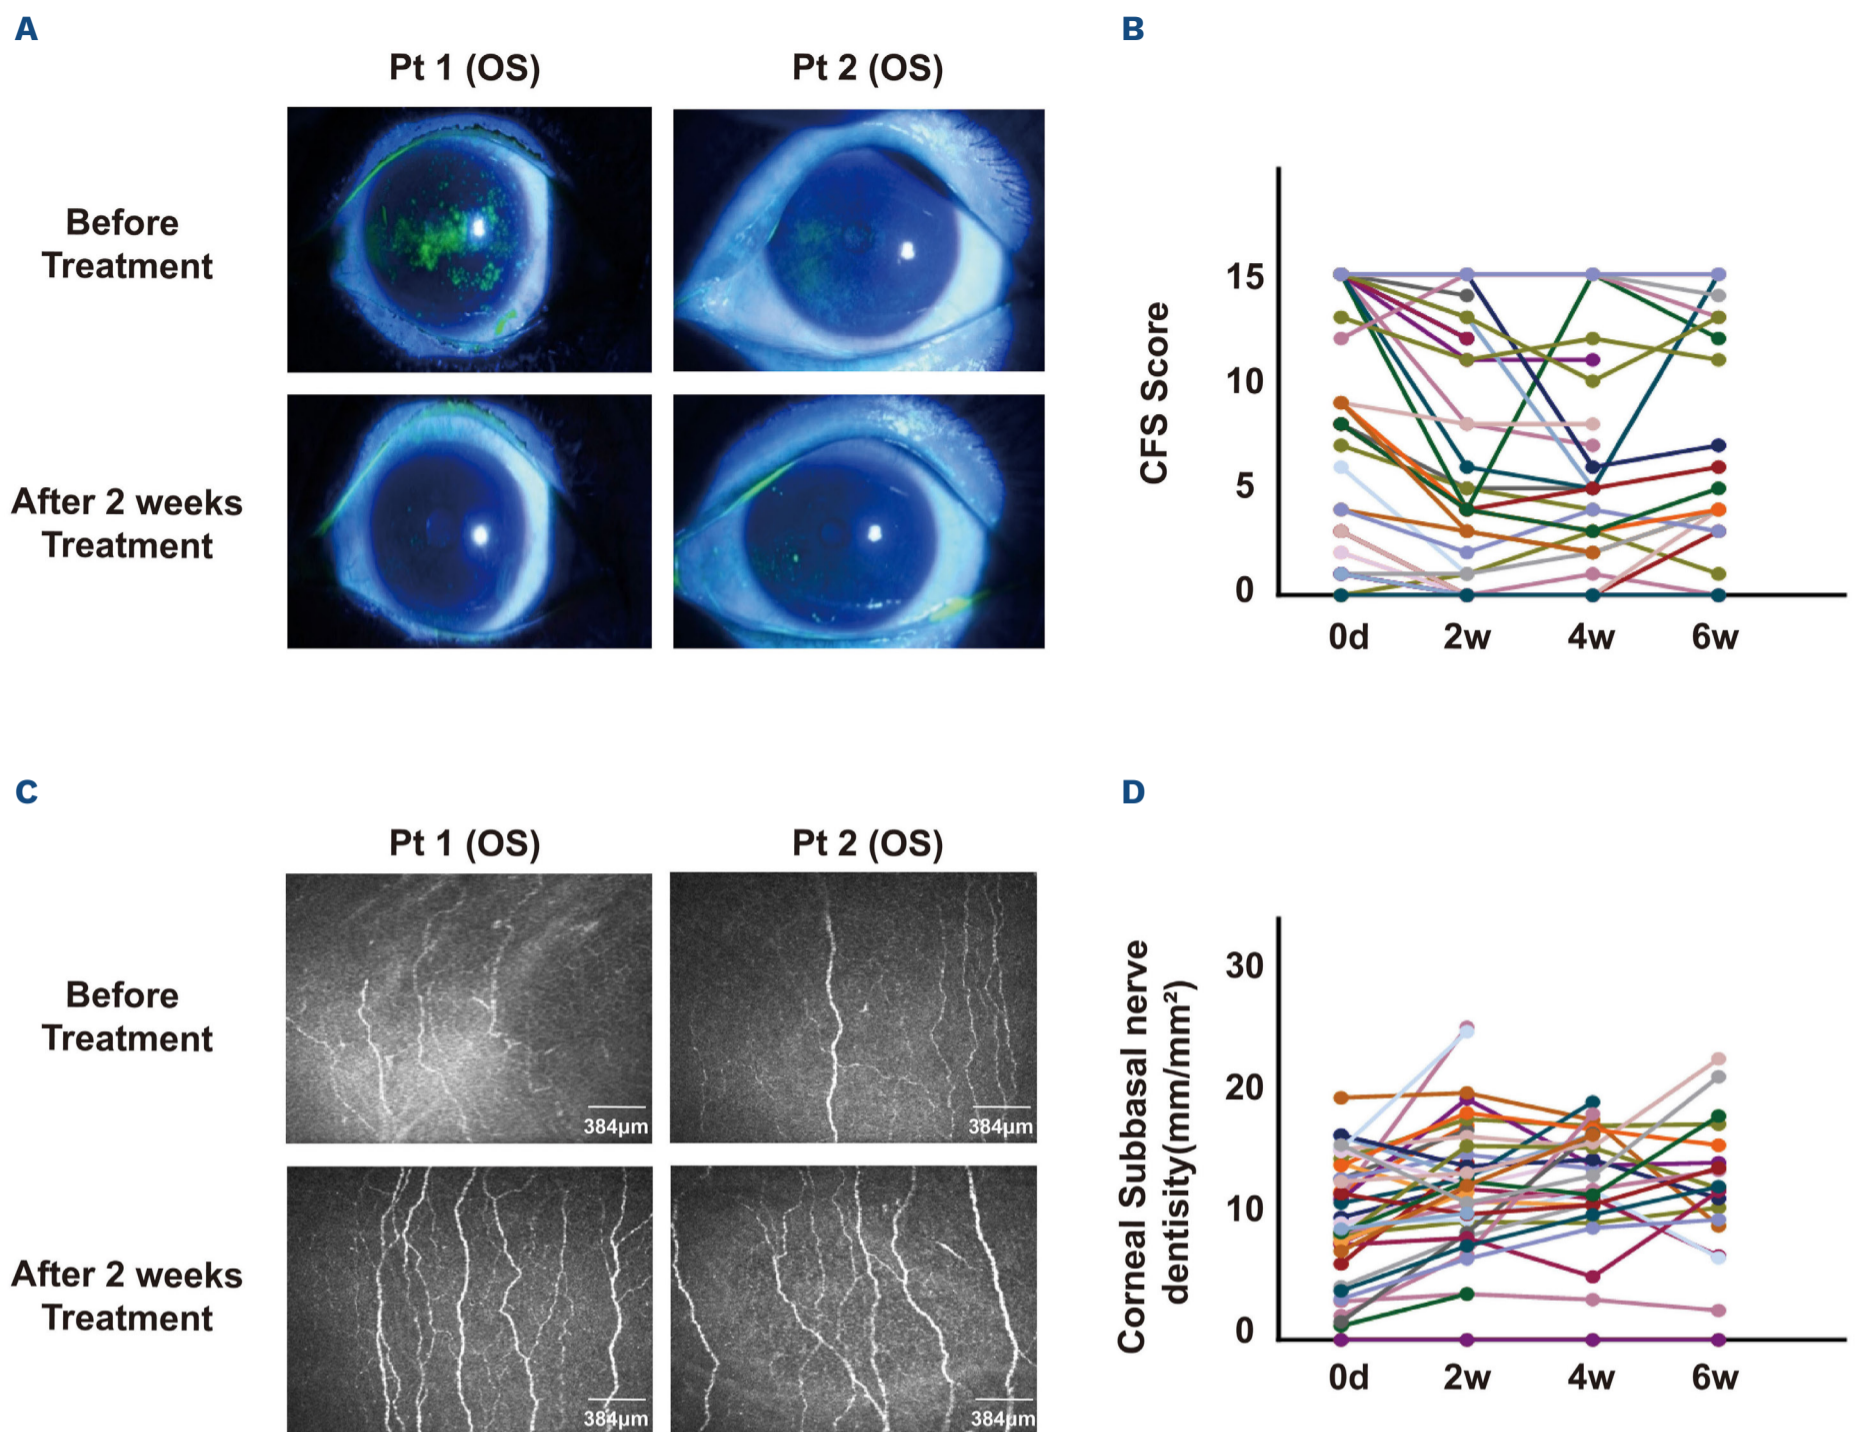 A
Pt 1 (OS)
Pt 2 (OS)
Before
Treatment
After 2 weeks
Treatment
B
CFS Score
15
10
5
0
0d
2w
4w
6w
C
Pt 1 (OS)
Pt 2 (OS)
Before
Treatment
384μm
384μm
After 2 weeks
Treatment
384μm
384μm
D
Corneal Subbasal nerve
dentisity(mm/mm²)
30
20
10
0
0d
2w
4w
6w